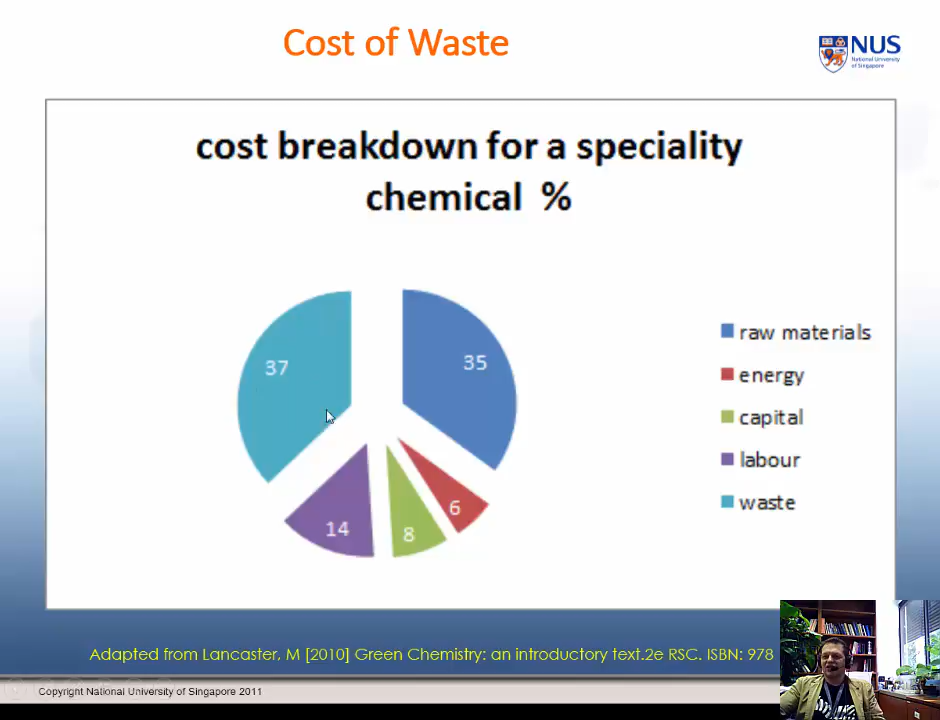 Cost of Waste
NUS
National University
of Singapore
cost breakdown for a speciality
chemical %
37
35
14
8
6
raw materials
energy
capital
labour
waste
Adapted from Lancaster, M [2010] Green Chemistry: an introductory text.2e RSC. ISBN: 978
Copyright National University of Singapore 2011